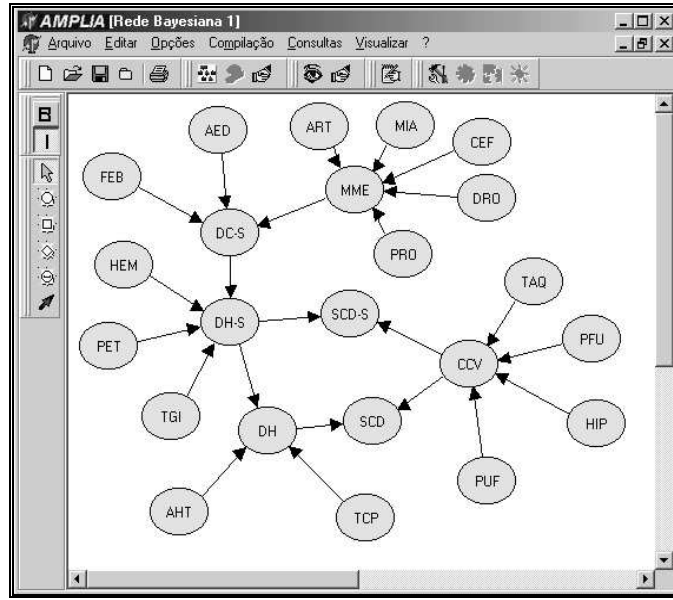 AMPLIA [Rede Bayesiana 1]
Arquivo Editar Opções Compilação Consultas Visualizar ?
B
I
AED
ART
MIA
CEF
FEB
MME
DRO
DC-S
PRO
HEM
TAQ
DH-S
SCD-S
PET
PFU
CCV
TGI
DH
SCD
HIP
PUF
AHT
TCP